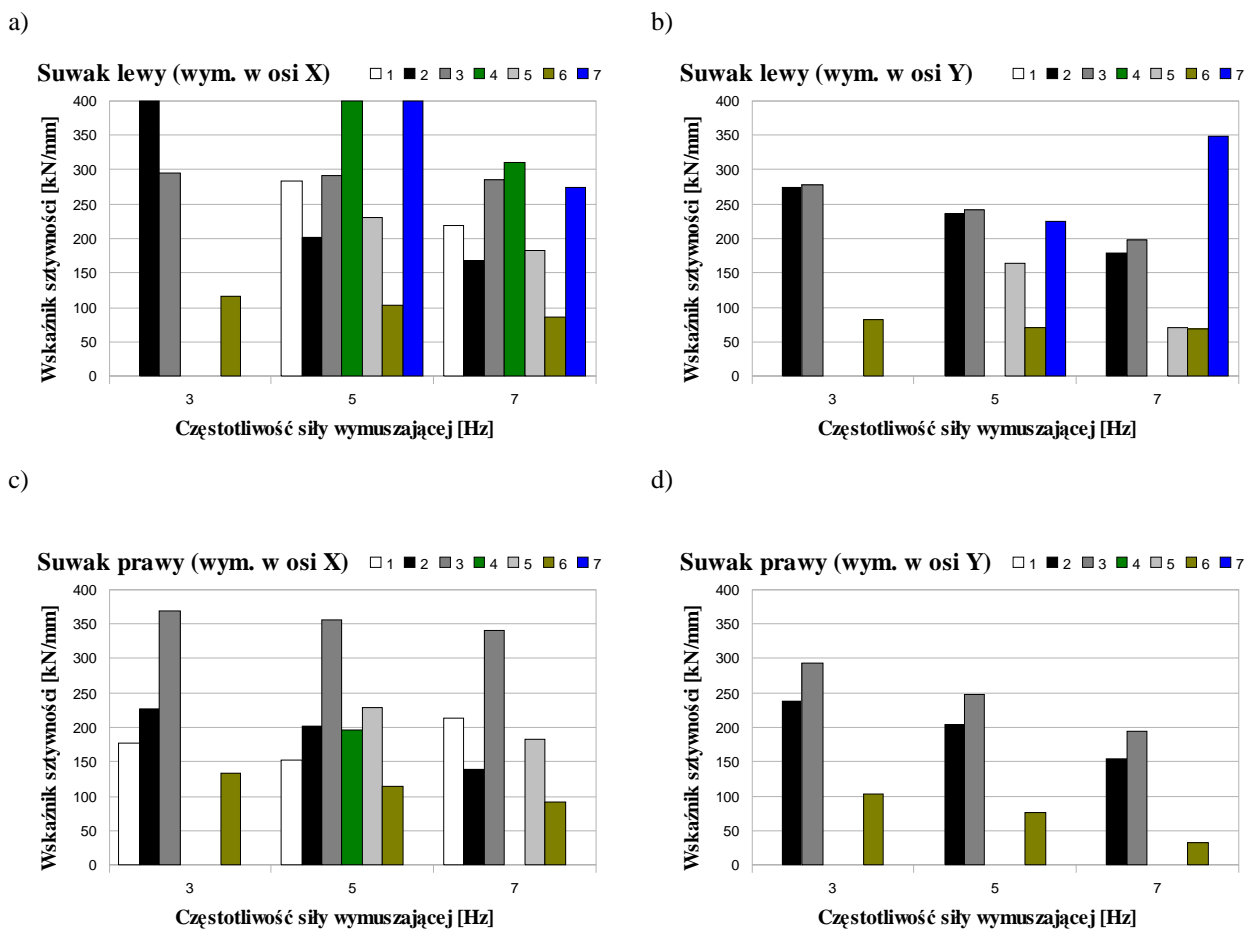 a)
Suwak lewy (wym. w osi X) 1 2 3 4 5 6 7
Wskaźnik sztywności [kN/mm]
400
350
300
250
200
150
100
50
0
3 5 7
Częstotliwość siły wymuszającej [Hz]
b)
Suwak lewy (wym. w osi Y) 1 2 3 4 5 6 7
Wskaźnik sztywności [kN/mm]
400
350
300
250
200
150
100
50
0
3 5 7
Częstotliwość siły wymuszającej [Hz]
c)
Suwak prawy (wym. w osi X) 1 2 3 4 5 6 7
Wskaźnik sztywności [kN/mm]
400
350
300
250
200
150
100
50
0
3 5 7
Częstotliwość siły wymuszającej [Hz]
d)
Suwak prawy (wym. w osi Y) 1 2 3 4 5 6 7
Wskaźnik sztywności [kN/mm]
400
350
300
250
200
150
100
50
0
3 5 7
Częstotliwość siły wymuszającej [Hz]